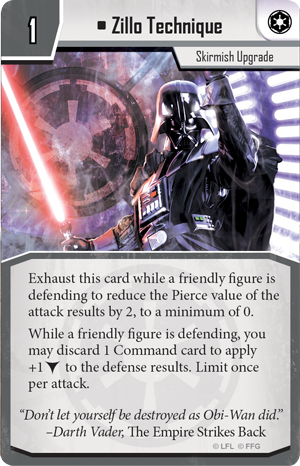 1
Zillo Technique
Skirmish Upgrade
Exhaust this card while a friendly figure is
defending to reduce the Pierce value of the
attack results by 2, to a minimum of 0.
While a friendly figure is defending, you
may discard 1 Command card to apply
+1 to the defense results. Limit once
per attack.
“Don’t let yourself be destroyed as Obi-Wan did.”
–Darth Vader, The Empire Strikes Back
© LFL © FFG